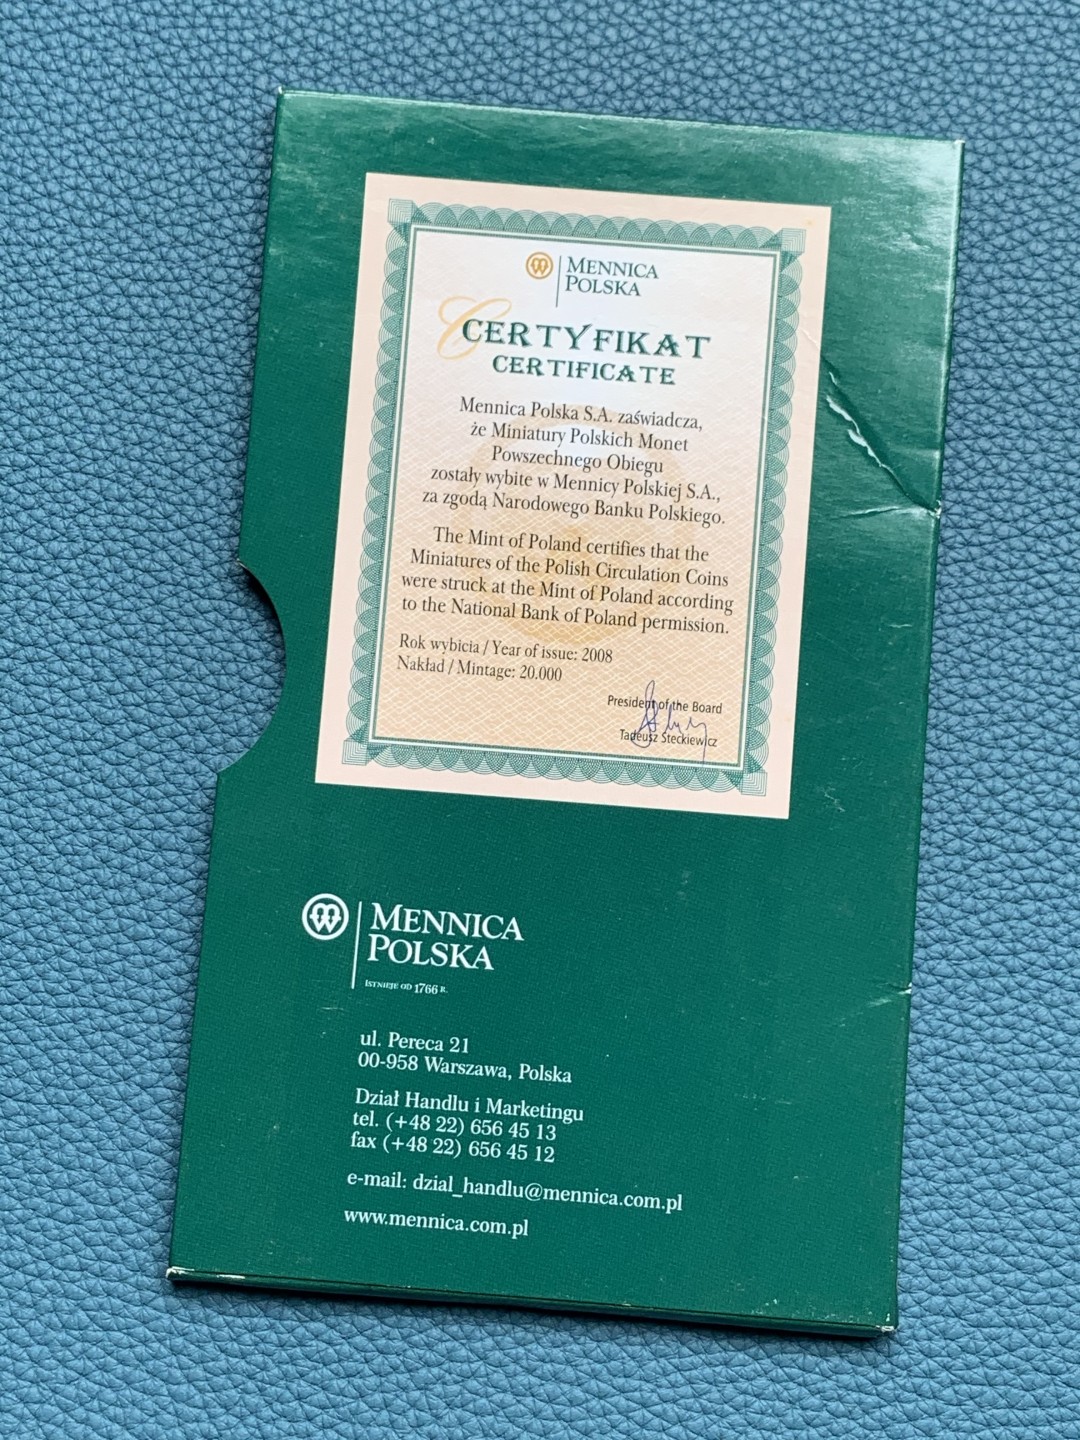 MENNICA
POLSKA
CERTYFIKAT
CERTIFICATE
Mennica Polska S.A. zaświadcza,
że Miniatury Polskich Monet
Powszechnego Obiegu
zostały wybite w Mennicy Polskiej S.A.,
za zgodą Narodowego Banku Polskiego.
The Mint of Poland certifies that the
Miniatures of the Polish Circulation Coins
were struck at the Mint of Poland according
to the National Bank of Poland permission.
Rok wybicia / Year of issue: 2008
Nakład / Mintage: 20.000
President of the Board
Tadeusz Steckiewicz
MENNICA
POLSKA
ISTNIEJE OD 1766 R.
ul. Pereca 21
00-958 Warszawa, Polska
Dział Handlu i Marketingu
tel. (+48 22) 656 45 13
fax (+48 22) 656 45 12
e-mail: dzial_handlu@mennica.com.pl
www.mennica.com.pl